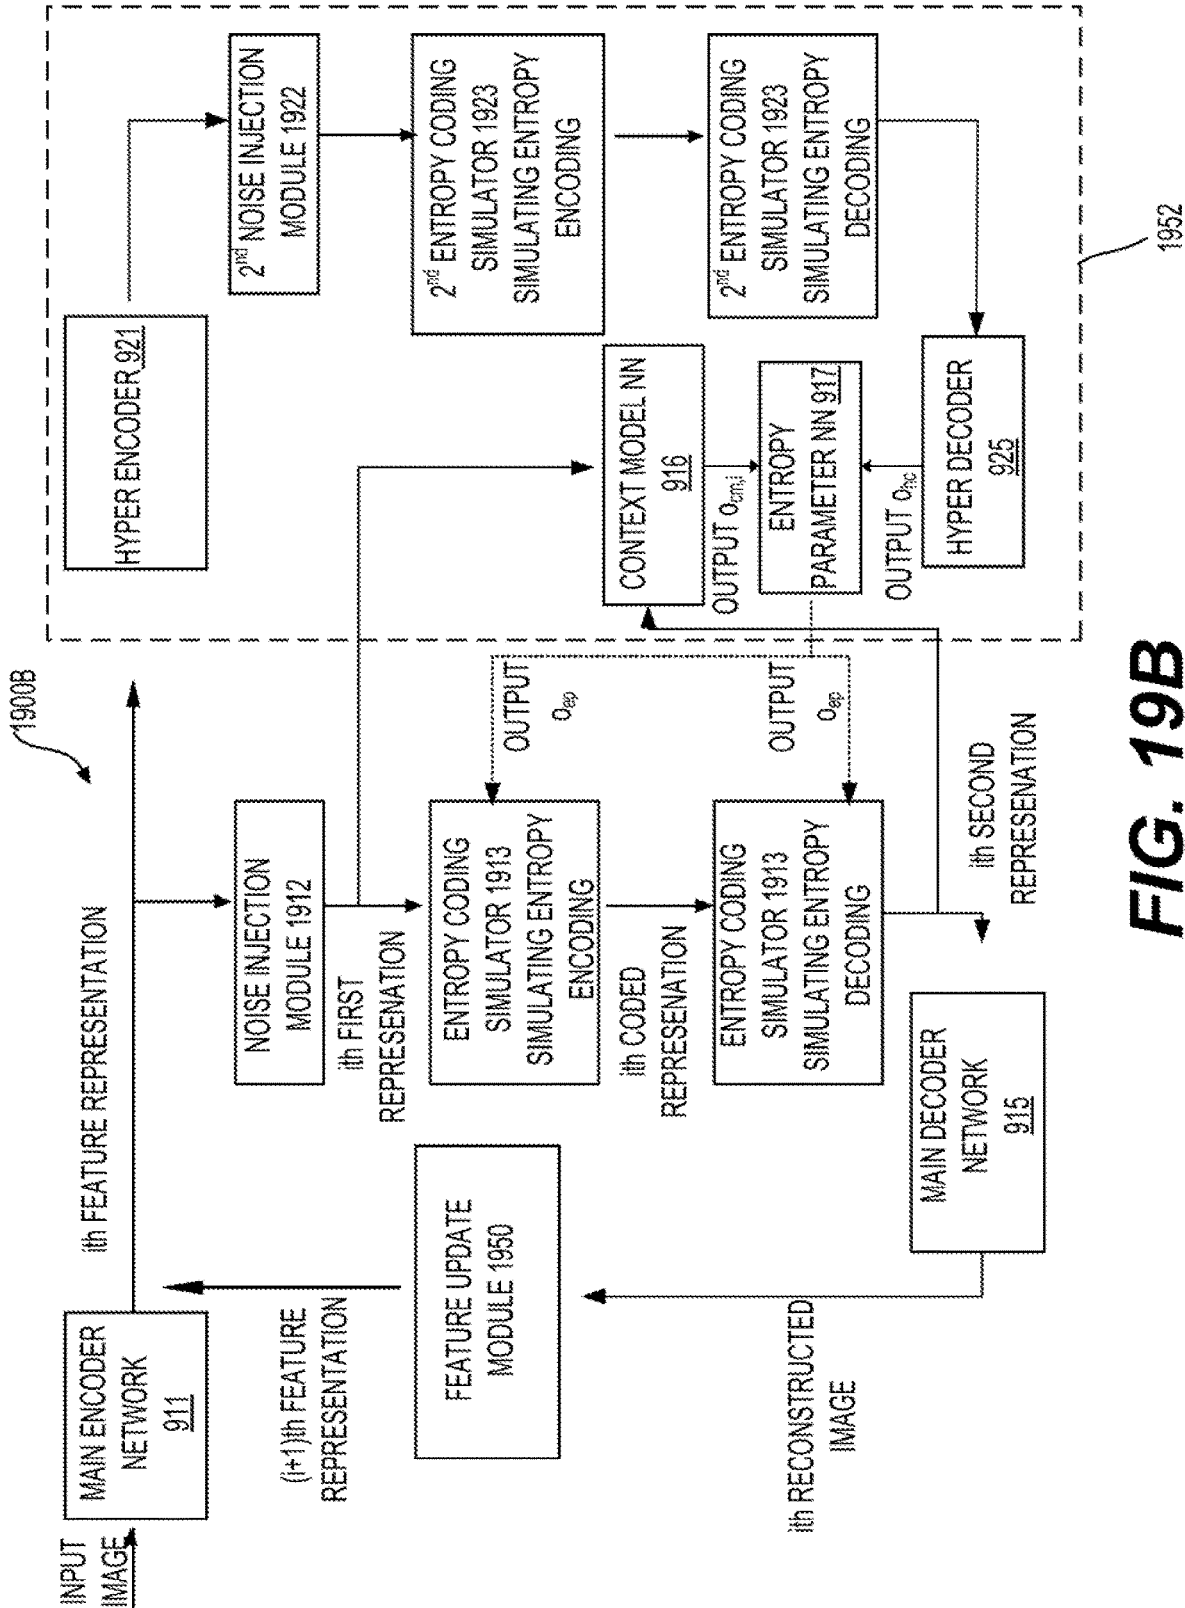 1900B
INPUT
IMAGE
MAIN ENCODER
NETWORK
911
ith FEATURE REPRESENTATION
(i+1)th FEATURE
REPRESENTATION
FEATURE UPDATE
MODULE 1950
ith RECONSTRUCTED
IMAGE
NOISE INJECTION
MODULE 1912
ith FIRST
REPRESENATION
ENTROPY CODING
SIMULATOR 1913
SIMULATING ENTROPY
ENCODING
ith CODED
REPRESENATION
ENTROPY CODING
SIMULATOR 1913
SIMULATING ENTROPY
DECODING
MAIN DECODER
NETWORK
915
ith SECOND
REPRESENATION
OUTPUT
o_ep
OUTPUT
o_ep
HYPER ENCODER 921
2nd NOISE INJECTION
MODULE 1922
2nd ENTROPY CODING
SIMULATOR 1923
SIMULATING ENTROPY
ENCODING
2nd ENTROPY CODING
SIMULATOR 1923
SIMULATING ENTROPY
DECODING
CONTEXT MODEL NN
916
OUTPUT o_cm,i
ENTROPY
PARAMETER NN 917
OUTPUT o_hc
HYPER DECODER
925
1952
FIG. 19B